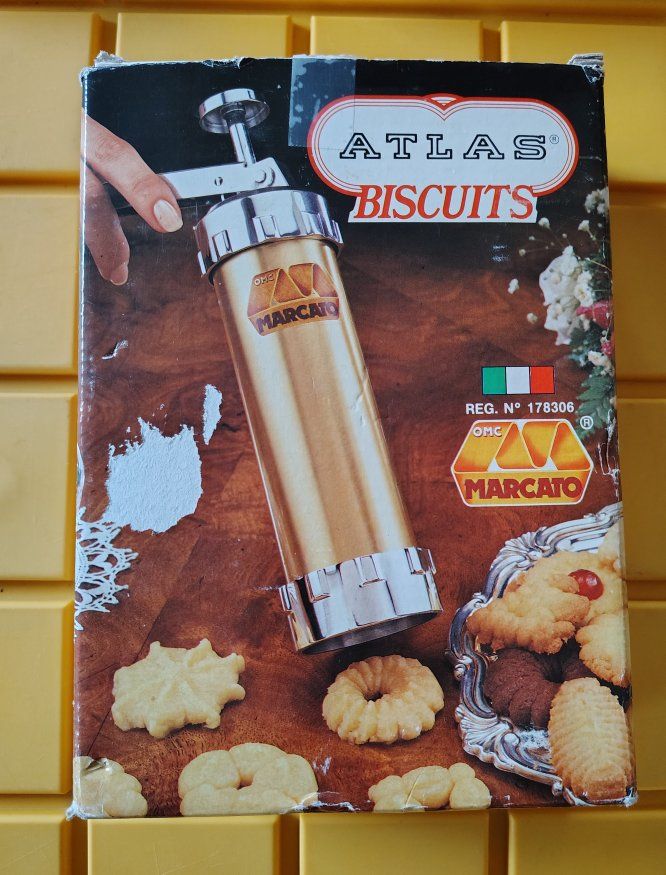 ATLAS®
BISCUITS
OMC
MARCATO
REG. N° 178306
OMC ®
MARCATO